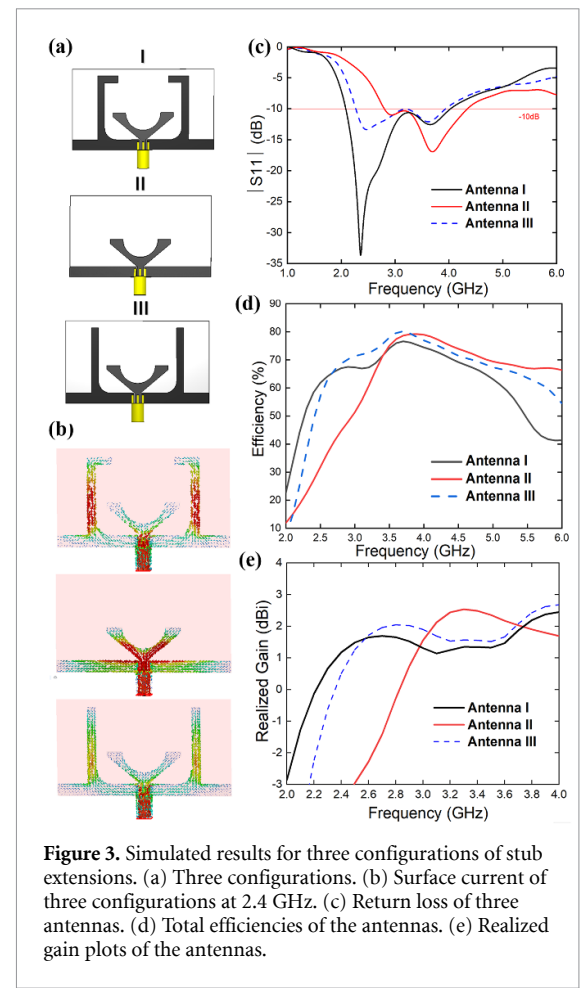 (a)
I
II
III
(b)
(c)
0
-5
-10
-15
-20
-25
-30
-35
|S11| (dB)
-10dB
Antenna I
Antenna II
Antenna III
1.0 2.0 3.0 4.0 5.0 6.0
Frequency (GHz)
(d)
90
80
70
60
50
40
30
20
10
Efficiency (%)
Antenna I
Antenna II
Antenna III
2.0 2.5 3.0 3.5 4.0 4.5 5.0 5.5 6.0
Frequency (GHz)
(e)
4
3
2
1
0
-1
-2
-3
Realized Gain (dBi)
Antenna I
Antenna II
Antenna III
2.0 2.2 2.4 2.6 2.8 3.0 3.2 3.4 3.6 3.8 4.0
Frequency (GHz)
Figure 3. Simulated results for three configurations of stub
extensions. (a) Three configurations. (b) Surface current of
three configurations at 2.4 GHz. (c) Return loss of three
antennas. (d) Total efficiencies of the antennas. (e) Realized
gain plots of the antennas.